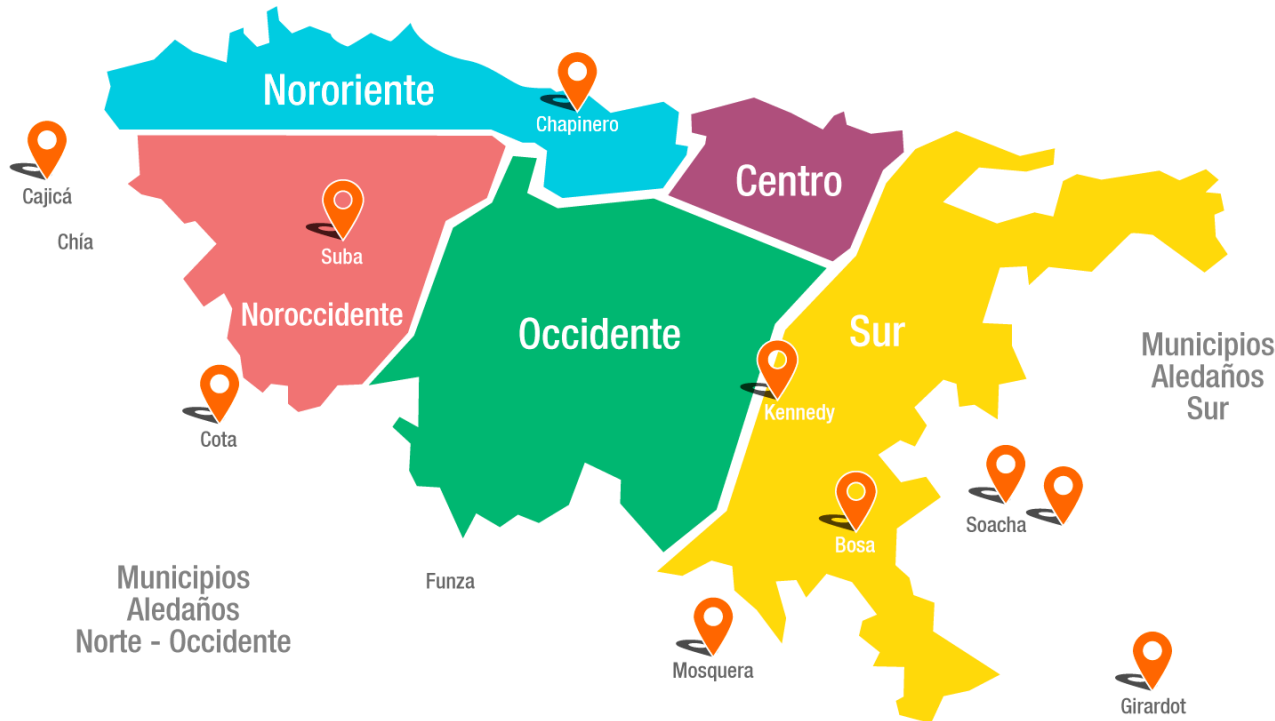 Nororiente
Chapinero
Cajicá
Centro
Chía
Suba
Noroccidente
Occidente
Sur
Municipios
Aledaños
Sur
Kennedy
Cota
Soacha
Bosa
Funza
Municipios
Aledaños
Norte - Occidente
Mosquera
Girardot